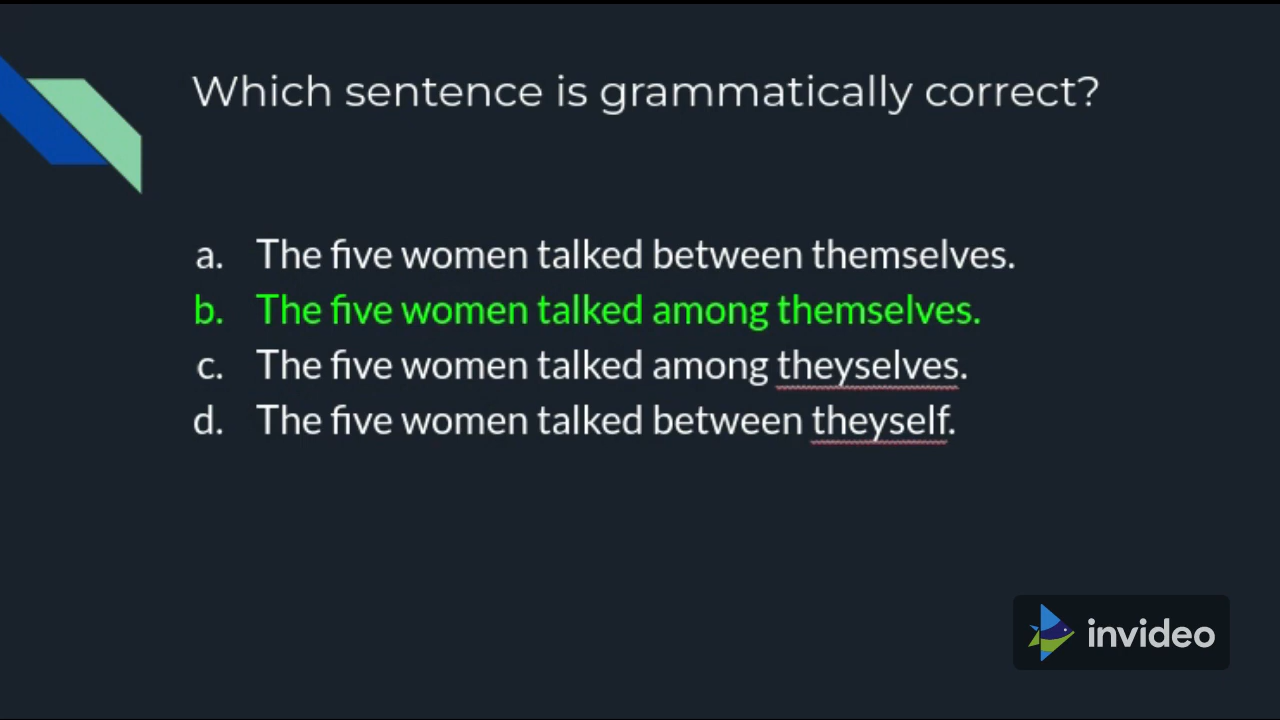 Which sentence is grammatically correct?
a. The five women talked between themselves.
b. The five women talked among themselves.
c. The five women talked among theyselves.
d. The five women talked between theyself.
invideo